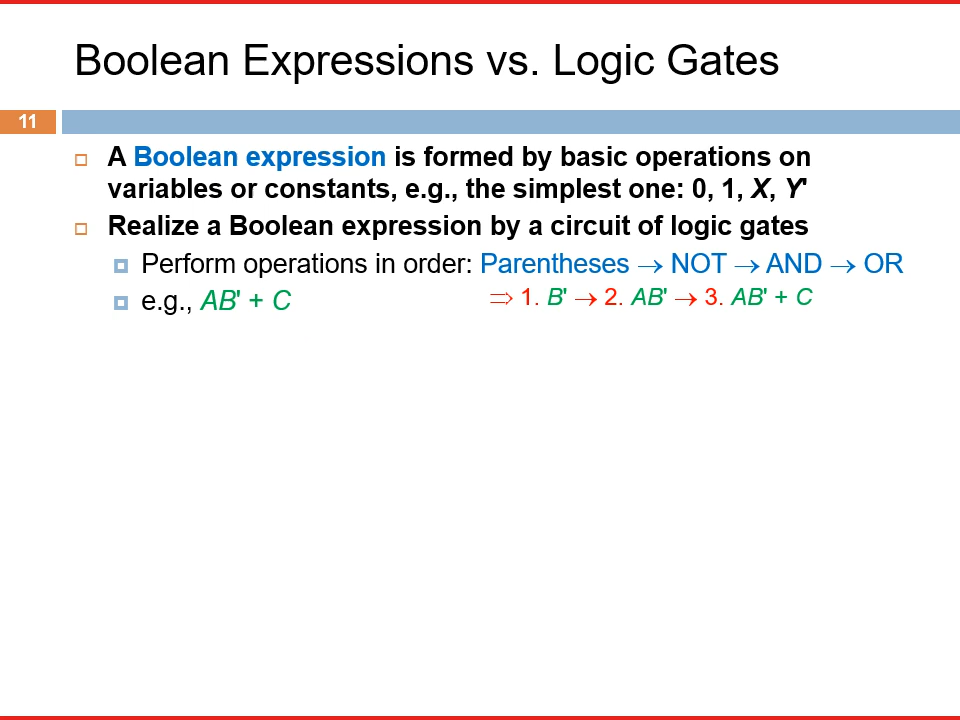 Boolean Expressions vs. Logic Gates
11
A Boolean expression is formed by basic operations on
variables or constants, e.g., the simplest one: 0, 1, X, Y'
Realize a Boolean expression by a circuit of logic gates
Perform operations in order: Parentheses → NOT → AND → OR
e.g., AB' + C ⇒ 1. B' → 2. AB' → 3. AB' + C